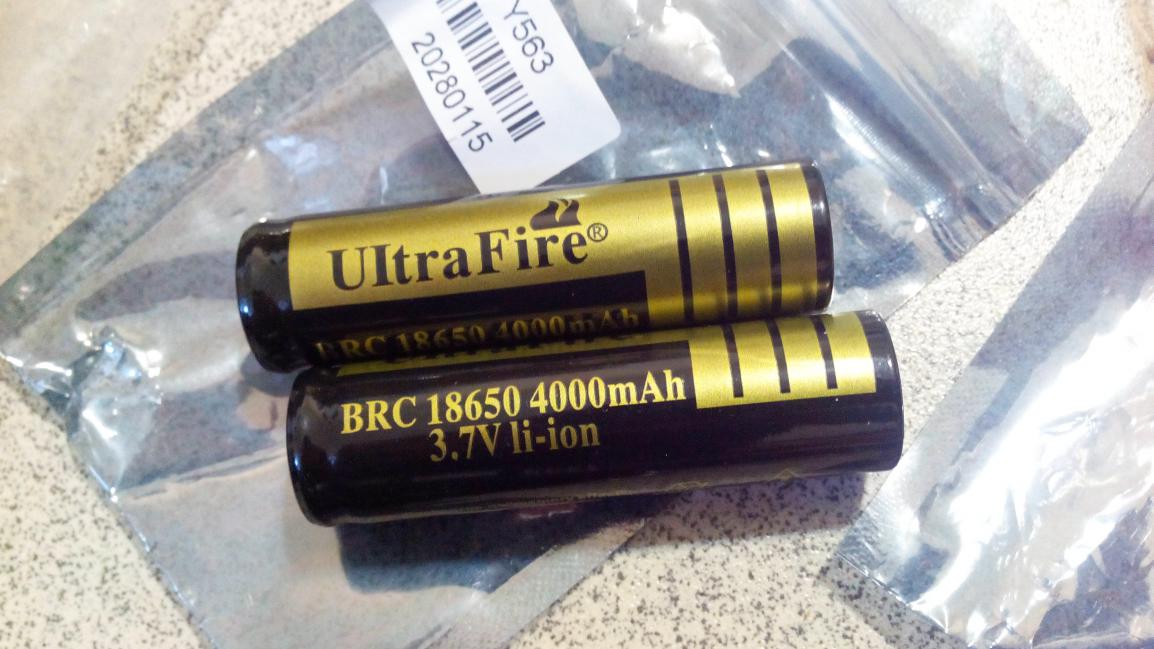 Y563
20280115
UltraFire®
BRC 18650 4000mAh
BRC 18650 4000mAh
3.7V li-ion